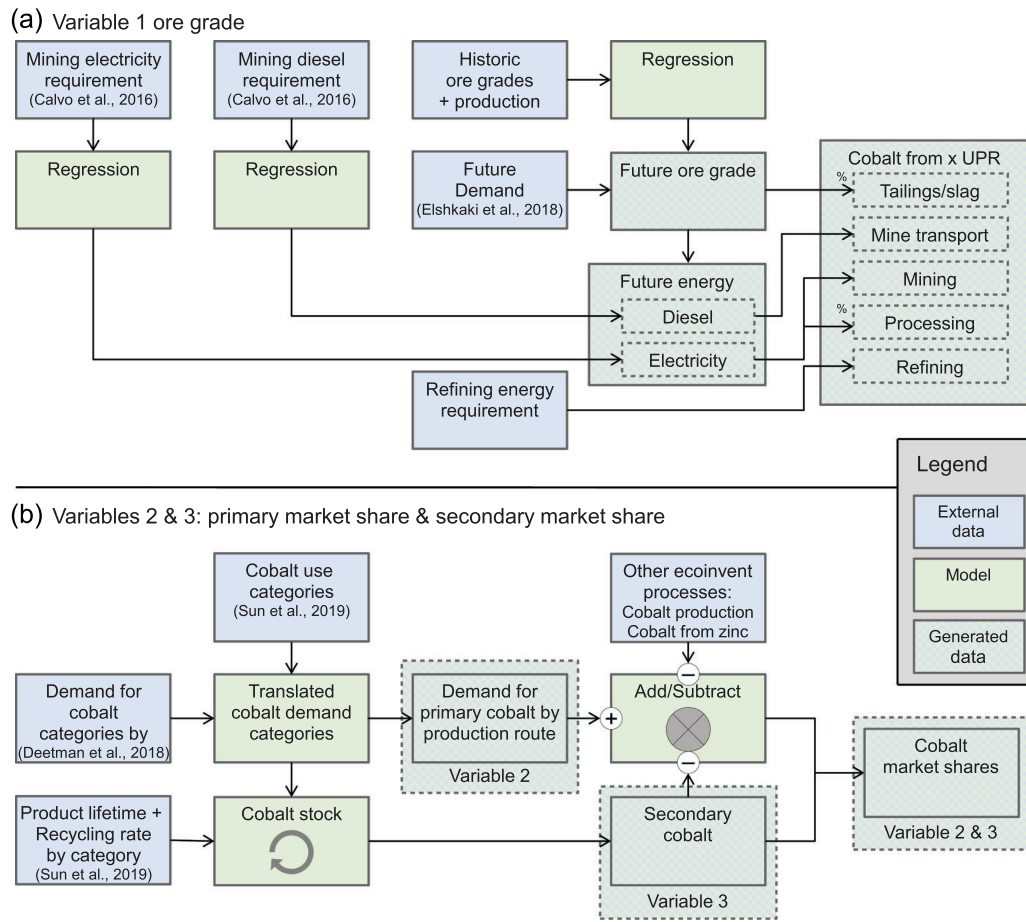 (a) Variable 1 ore grade
Mining electricity
requirement
(Calvo et al., 2016)
Mining diesel
requirement
(Calvo et al., 2016)
Historic
ore grades
+ production
Regression
Regression
Regression
Future
Demand
(Elshkaki et al., 2018)
Future ore grade
Cobalt from x UPR
%
Tailings/slag
Mine transport
Mining
%
Processing
Refining
Future energy
Diesel
Electricity
Refining energy
requirement
Legend
External
data
Model
Generated
data
(b) Variables 2 & 3: primary market share & secondary market share
Cobalt use
categories
(Sun et al., 2019)
Other ecoinvent
processes:
Cobalt production
Cobalt from zinc
Demand for
cobalt
categories by
(Deetman et al., 2018)
Translated
cobalt demand
categories
Demand for
primary cobalt by
production route
Variable 2
−
Add/Subtract
+
−
Cobalt
market shares
Variable 2 & 3
Product lifetime +
Recycling rate
by category
(Sun et al., 2019)
Cobalt stock
Secondary
cobalt
Variable 3